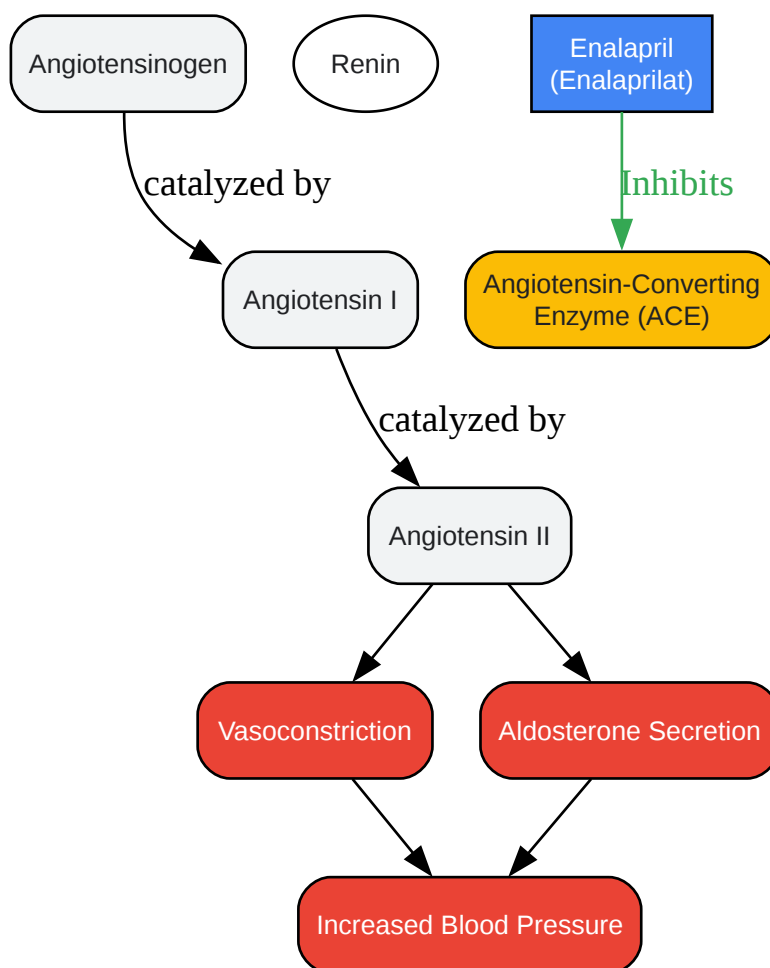 Angiotensinogen
Renin
Enalapril
(Enalaprilat)
catalyzed by
Inhibits
Angiotensin I
Angiotensin-Converting
Enzyme (ACE)
catalyzed by
Angiotensin II
Vasoconstriction
Aldosterone Secretion
Increased Blood Pressure